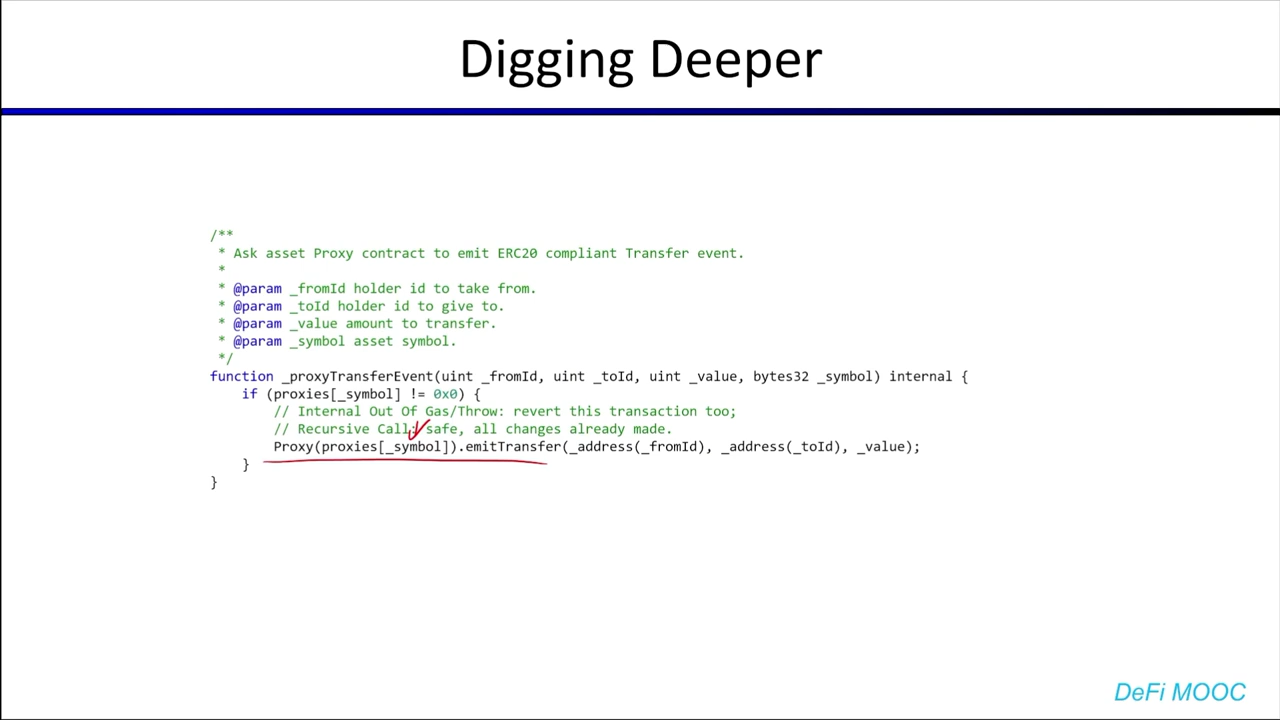 Digging Deeper
/**
* Ask asset Proxy contract to emit ERC20 compliant Transfer event.
*
* @param _fromId holder id to take from.
* @param _toId holder id to give to.
* @param _value amount to transfer.
* @param _symbol asset symbol.
*/
function _proxyTransferEvent(uint _fromId, uint _toId, uint _value, bytes32 _symbol) internal {
if (proxies[_symbol] != 0x0) {
// Internal Out Of Gas/Throw: revert this transaction too;
// Recursive Call: safe, all changes already made.
Proxy(proxies[_symbol]).emitTransfer(_address(_fromId), _address(_toId), _value);
}
}
DeFi MOOC